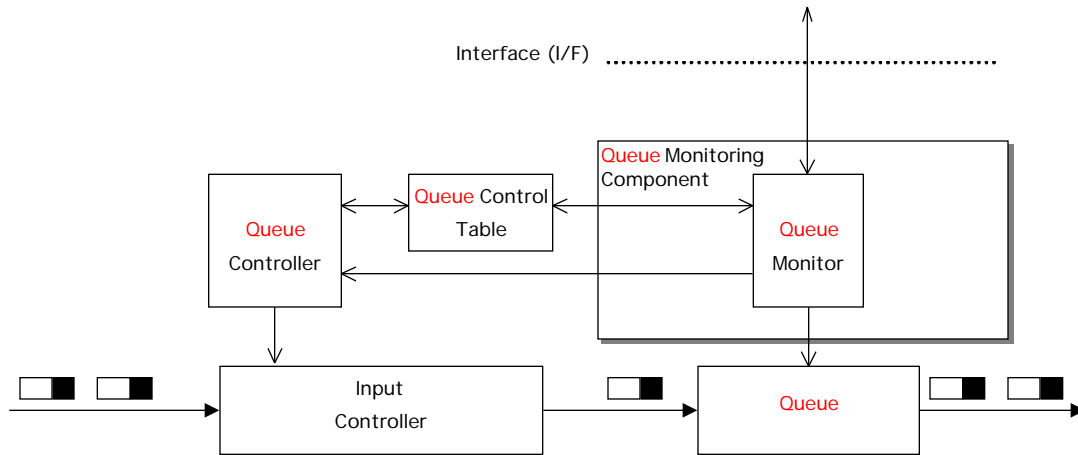 Interface (I/F)
Queue Monitoring
Component
Queue Control
Table
Queue
Controller
Queue
Monitor
Input
Controller
Queue